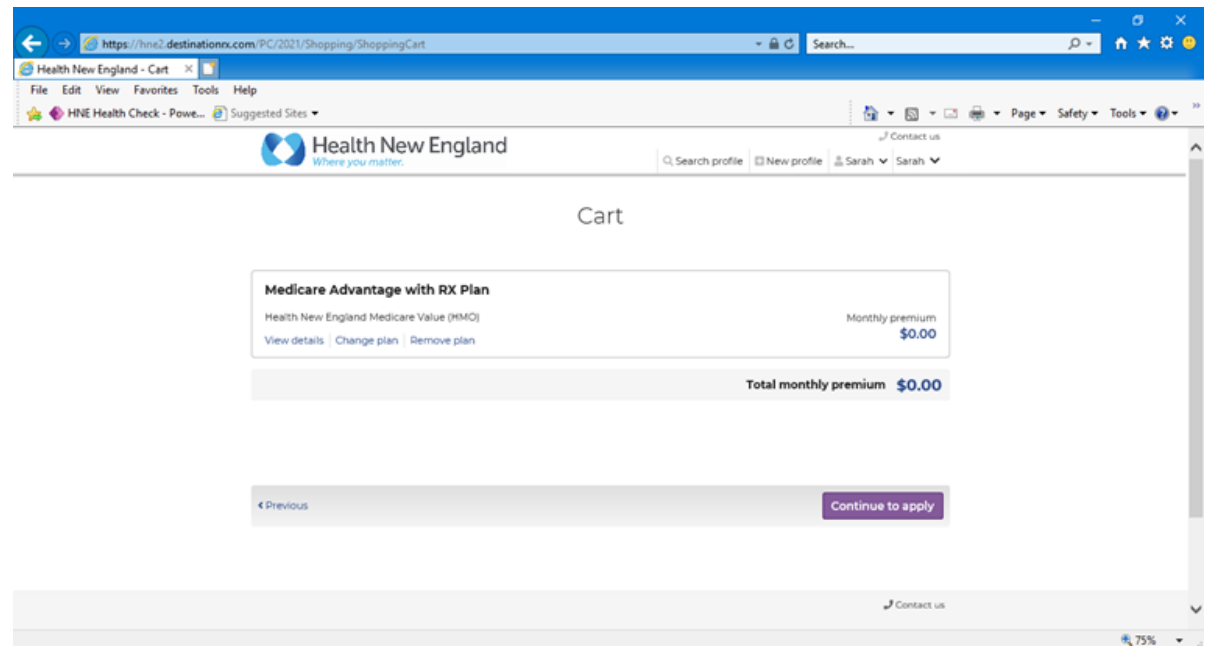 https://hne2.destinationrx.com/PC/2021/Shopping/ShoppingCart Search...
Health New England - Cart
File Edit View Favorites Tools Help
HNE Health Check - Powe... Suggested Sites Page Safety Tools
Health New England
Where you matter.
Contact us
Search profile New profile Sarah Sarah
Cart
Medicare Advantage with RX Plan
Health New England Medicare Value (HMO)
Monthly premium
$0.00
View details Change plan Remove plan
Total monthly premium $0.00
Previous Continue to apply
Contact us
75%